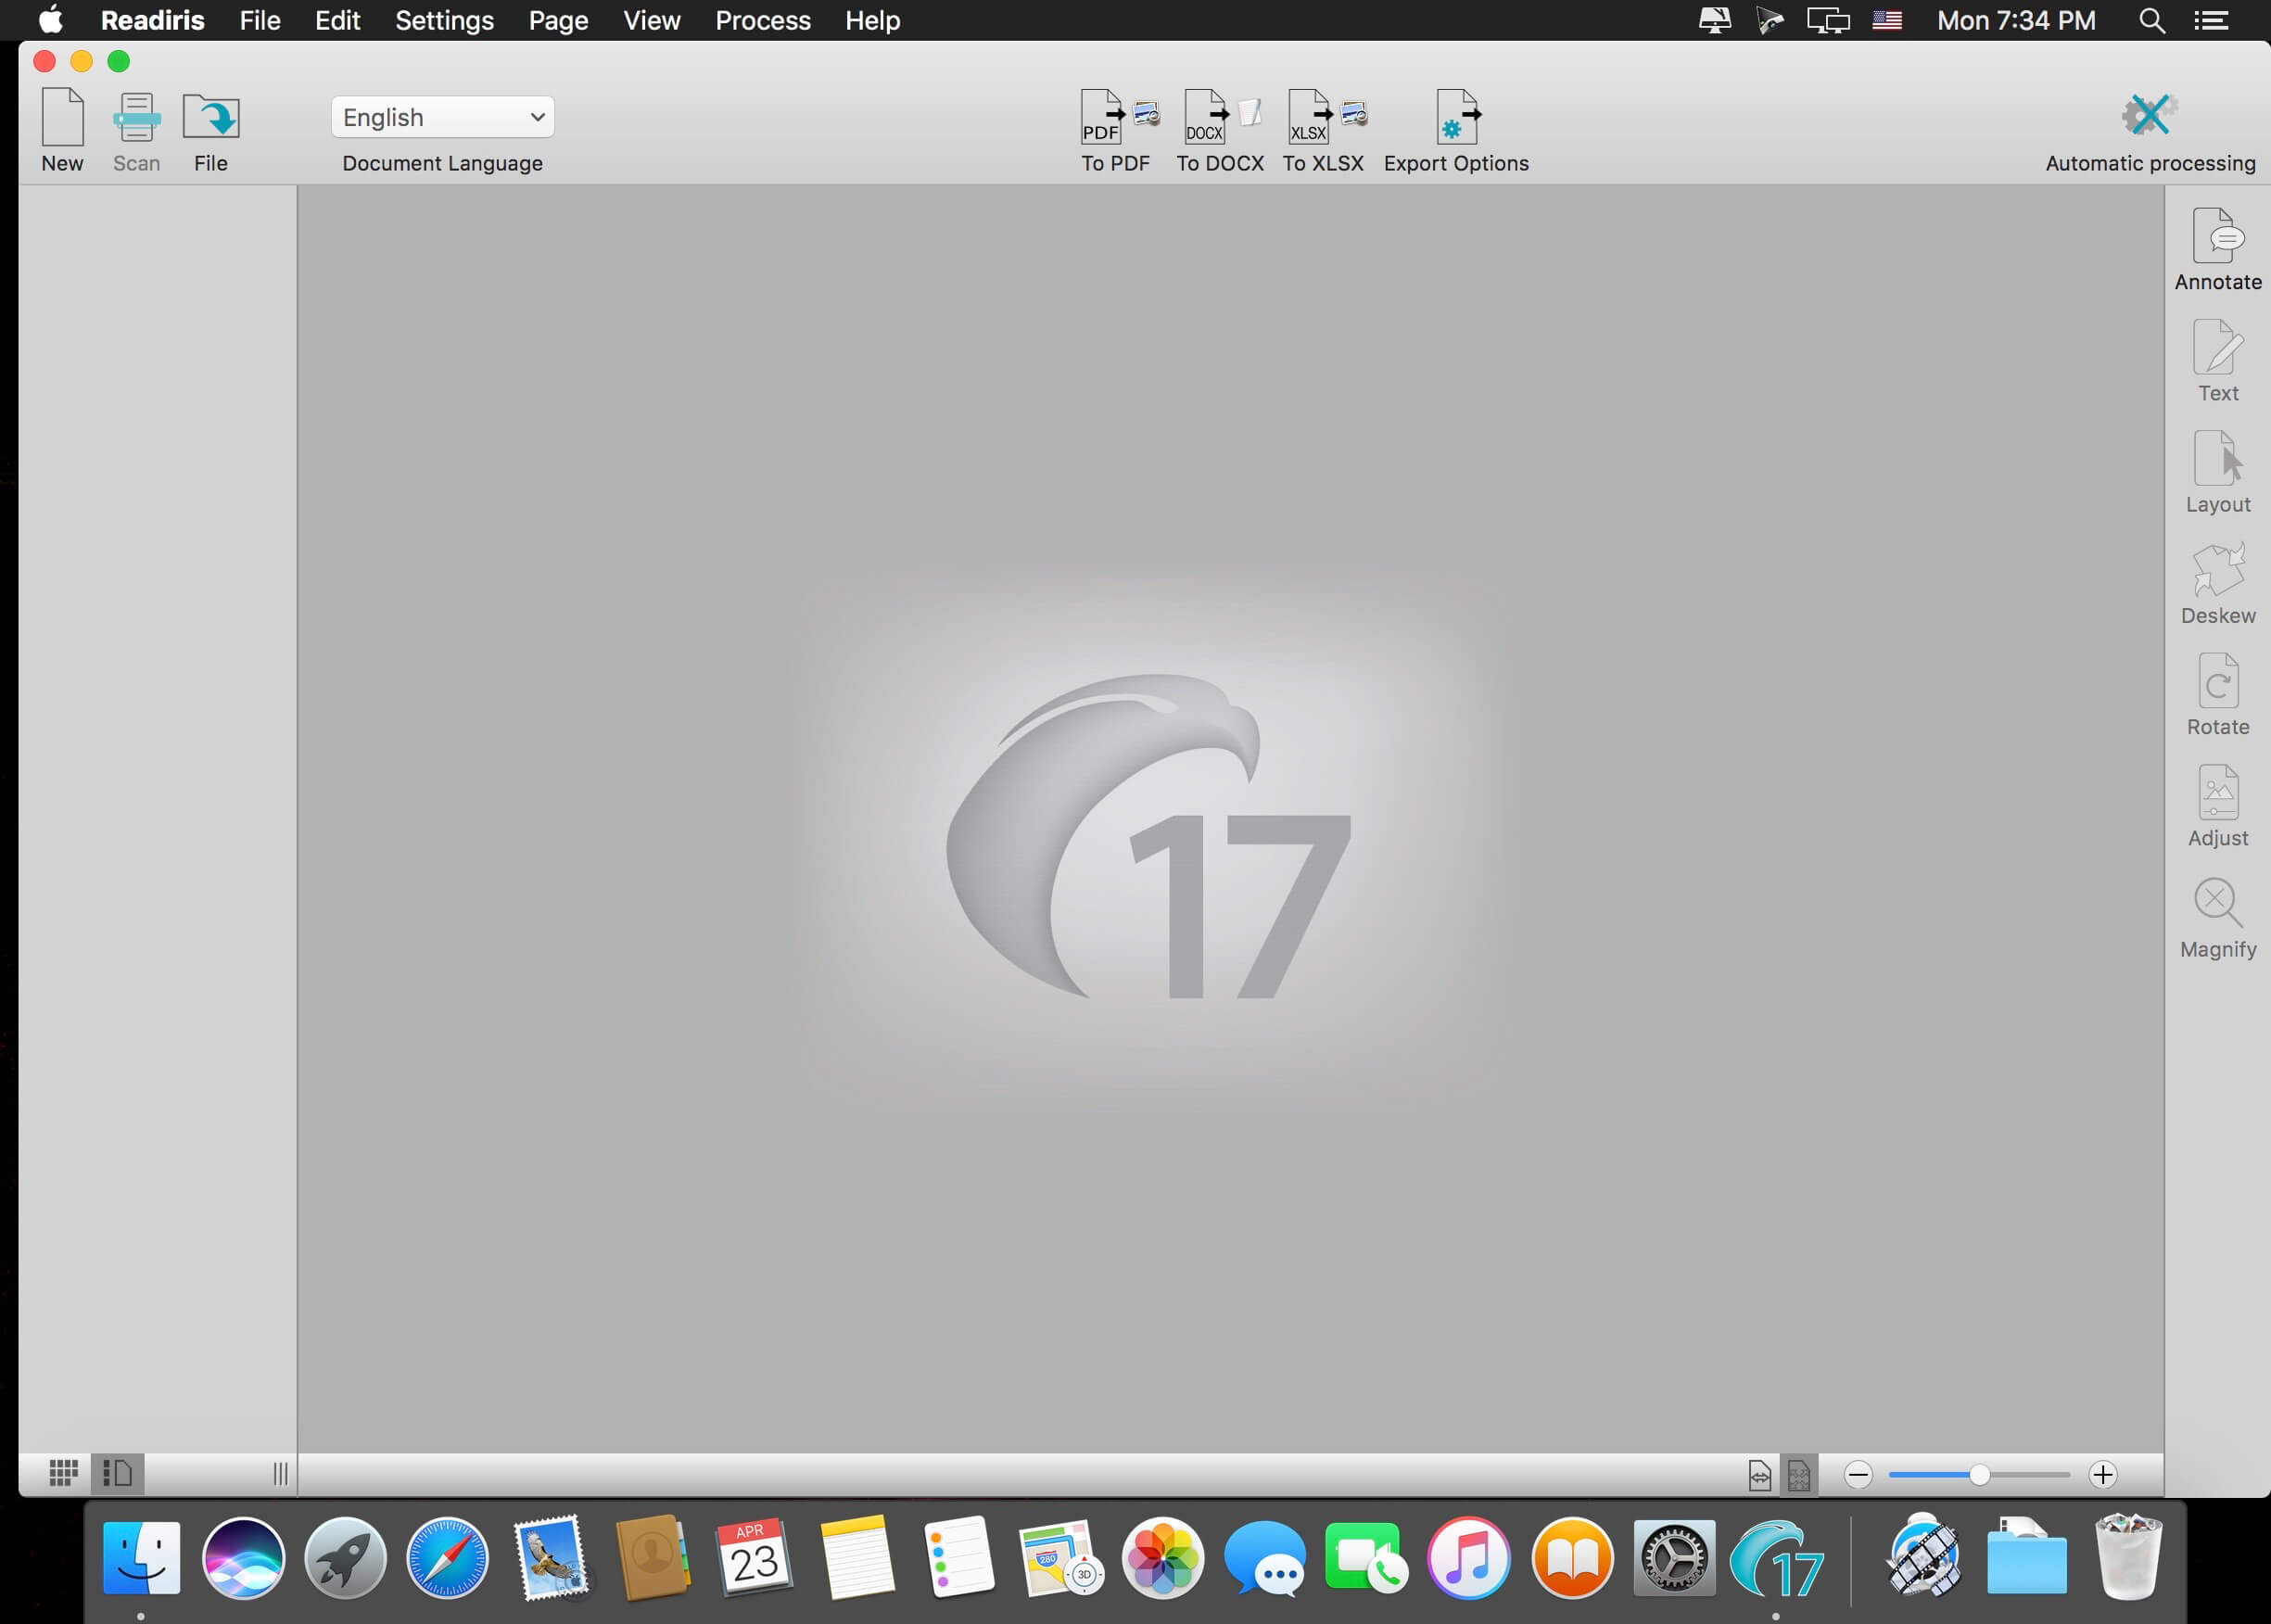 Readiris File Edit Settings Page View Process Help Mon 7:34 PM
PDF DOCX XLSX
English
New Scan File Document Language To PDF To DOCX To XLSX Export Options Automatic processing
Annotate
Text
Layout
Deskew
Rotate
Adjust
Magnify
17
APR
23
280
3D
17